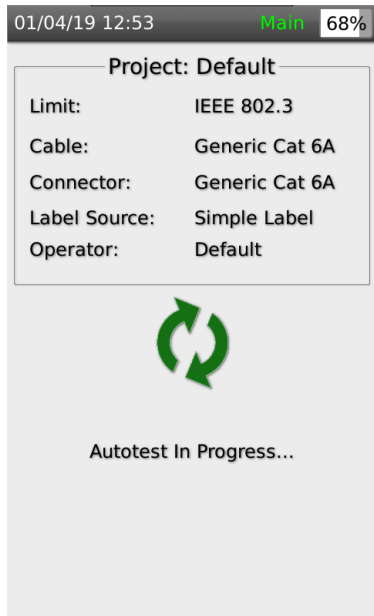 01/04/19 12:53 Main 68%
Project: Default
Limit: IEEE 802.3
Cable: Generic Cat 6A
Connector: Generic Cat 6A
Label Source: Simple Label
Operator: Default
Autotest In Progress...